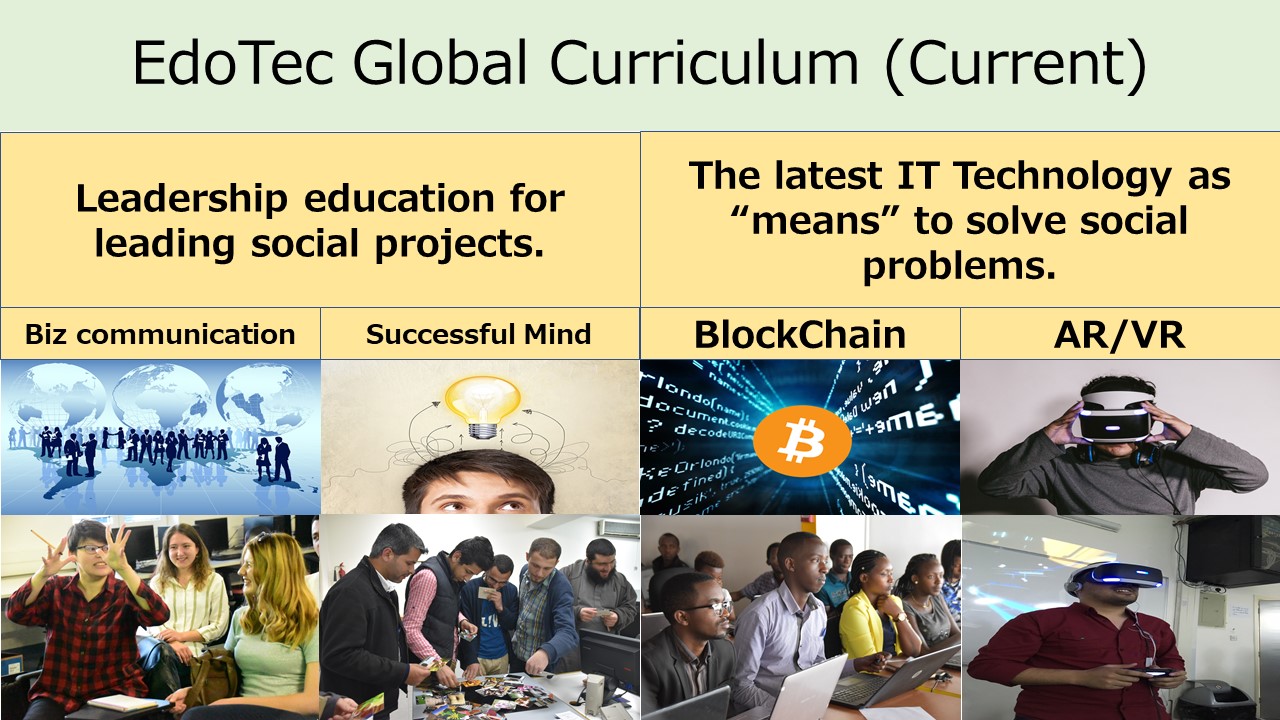 EdoTec Global Curriculum (Current)
Leadership education for
leading social projects.
The latest IT Technology as
“means” to solve social
problems.
Biz communication
Successful Mind
BlockChain
AR/VR